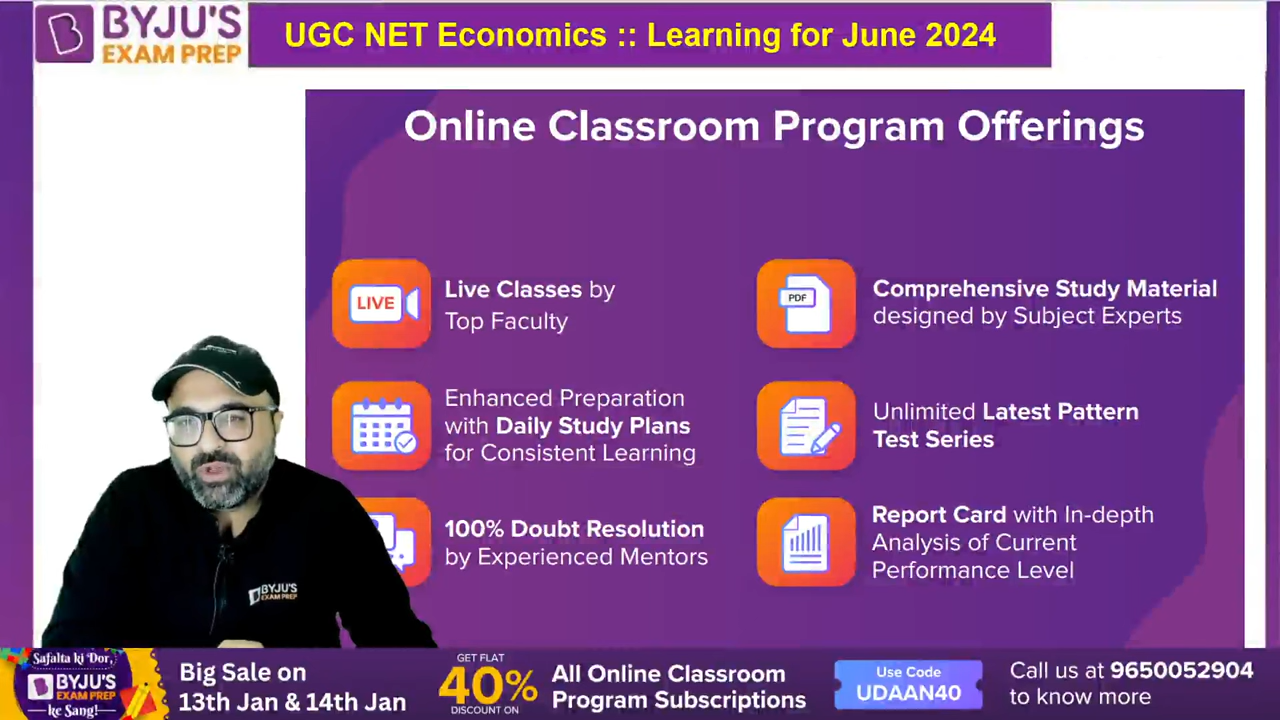 BYJU'S
EXAM PREP
UGC NET Economics :: Learning for June 2024
Online Classroom Program Offerings
LIVE
Live Classes by
Top Faculty
PDF
Comprehensive Study Material
designed by Subject Experts
Enhanced Preparation
with Daily Study Plans
for Consistent Learning
Unlimited Latest Pattern
Test Series
100% Doubt Resolution
by Experienced Mentors
Report Card with In-depth
Analysis of Current
Performance Level
BYJU'S
EXAM PREP
Safalta ki Dor,
BYJU'S
EXAM PREP
ke Sang!
Big Sale on
13th Jan & 14th Jan
GET FLAT
40%
DISCOUNT ON
All Online Classroom
Program Subscriptions
Use Code
UDAAN40
Call us at 9650052904
to know more